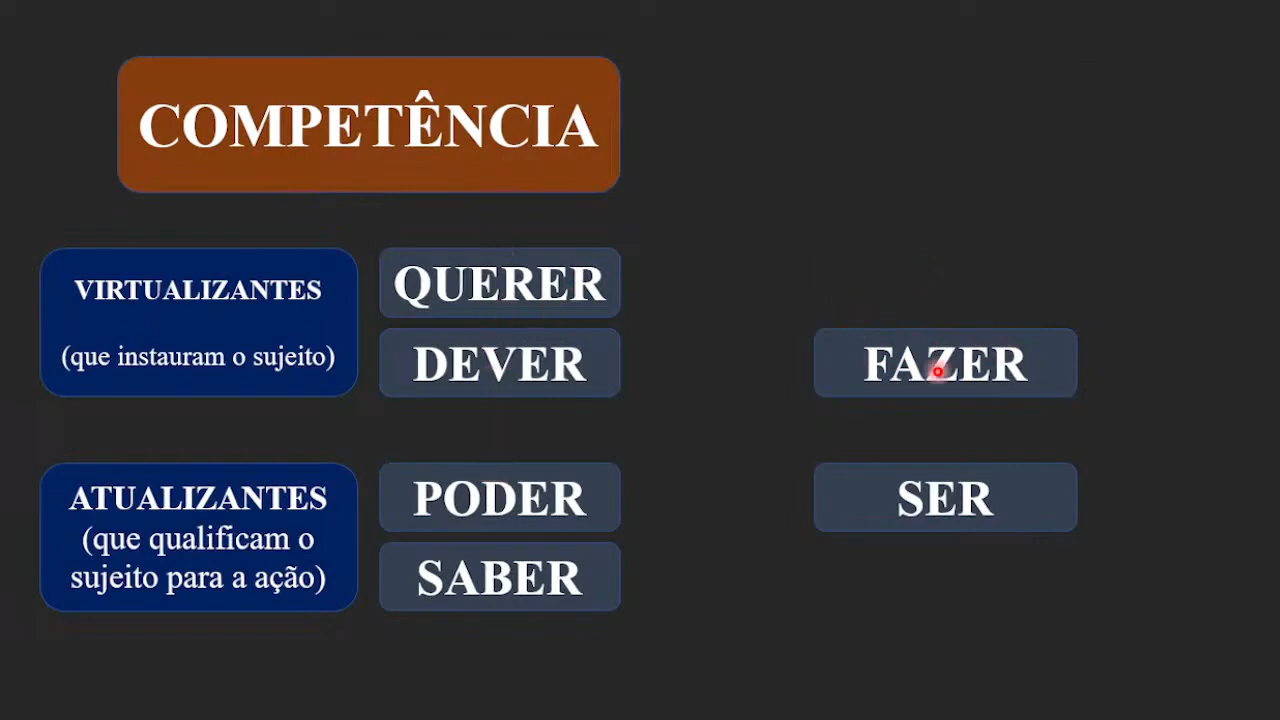 COMPETÊNCIA
VIRTUALIZANTES
(que instauram o sujeito)
QUERER
DEVER
FAZER
ATUALIZANTES
(que qualificam o
sujeito para a ação)
PODER
SABER
SER